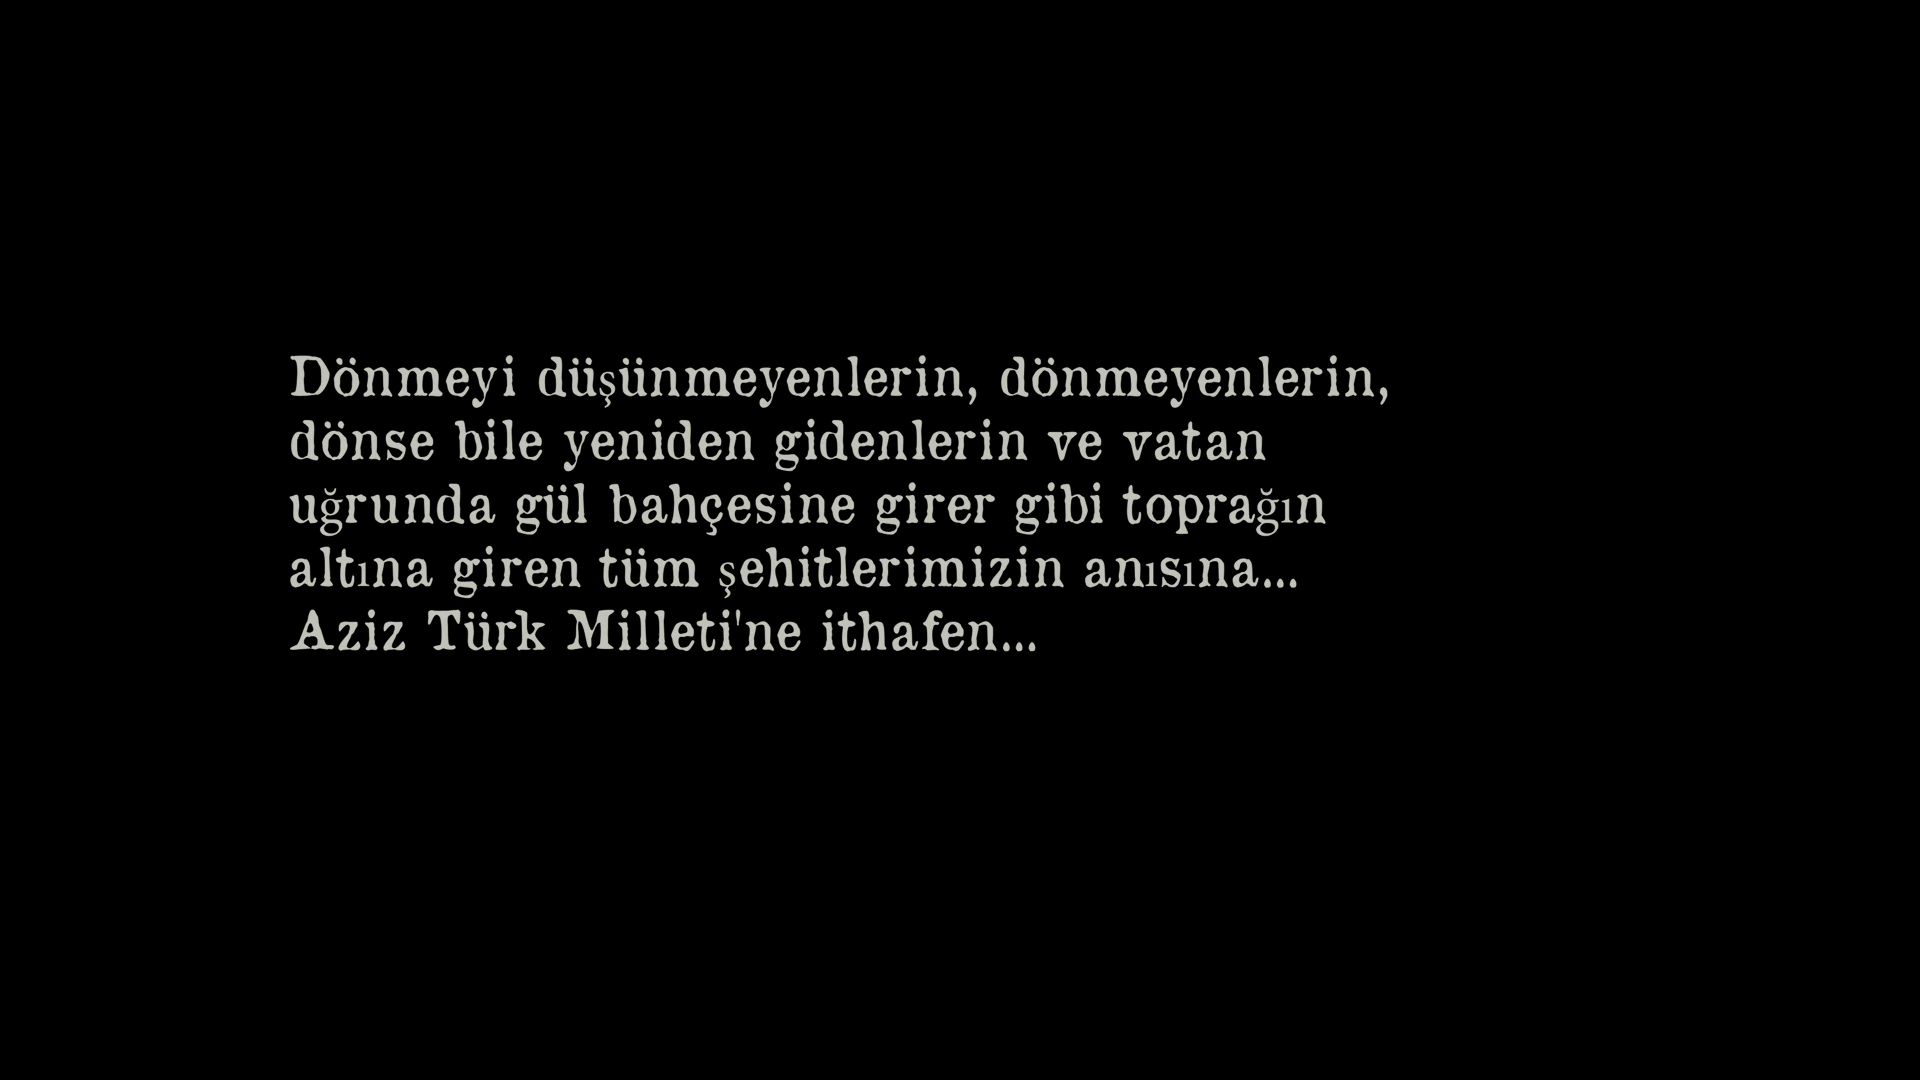 Dönmeyi düşünmeyenlerin, dönmeyenlerin,
dönse bile yeniden gidenlerin ve vatan
uğrunda gül bahçesine girer gibi toprağın
altına giren tüm şehitlerimizin anısına...
Aziz Türk Milleti'ne ithafen...